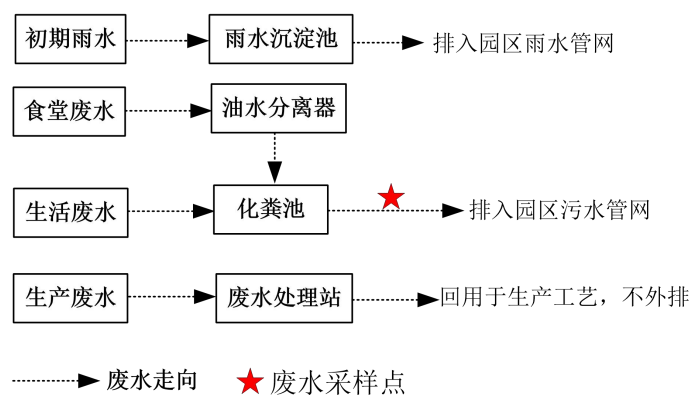 初期雨水
雨水沉淀池
排入园区雨水管网
食堂废水
油水分离器
生活废水
化粪池
排入园区污水管网
生产废水
废水处理站
回用于生产工艺，不外排
废水走向
废水采样点